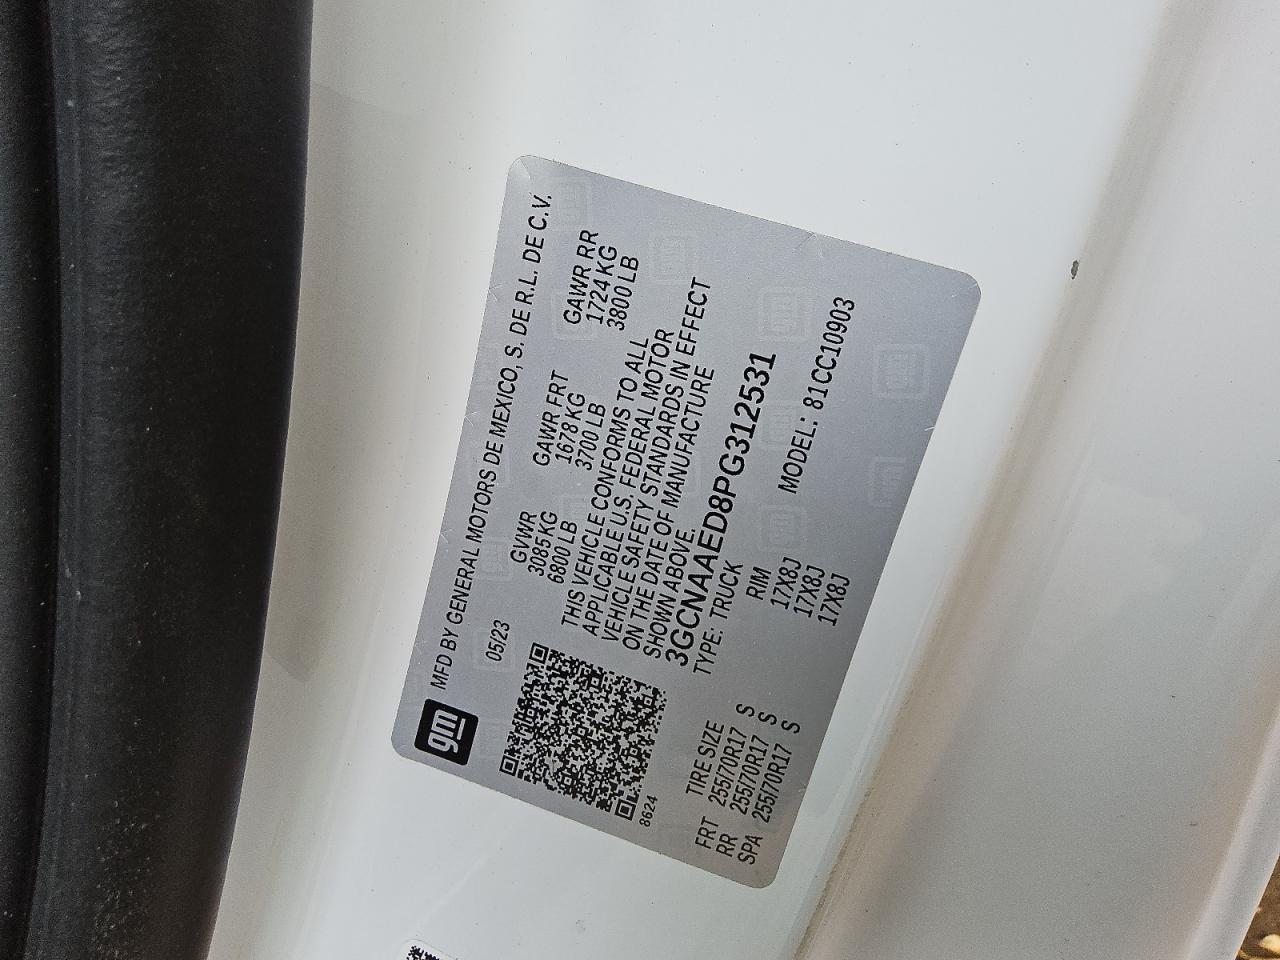 gm
MFD BY GENERAL MOTORS DE MEXICO, S. DE R.L. DE C.V.
05/23
GVWR GAWR FRT GAWR RR
3085 KG 1678 KG 1724 KG
6800 LB 3700 LB 3800 LB
THIS VEHICLE CONFORMS TO ALL
APPLICABLE U.S. FEDERAL MOTOR
VEHICLE SAFETY STANDARDS IN EFFECT
ON THE DATE OF MANUFACTURE
SHOWN ABOVE.
3GCNAAED8PG312531
8624
TYPE: TRUCK MODEL: 81CC10903
TIRE SIZE RIM
FRT 255/70R17 S 17X8J
RR 255/70R17 S 17X8J
SPA 255/70R17 S 17X8J